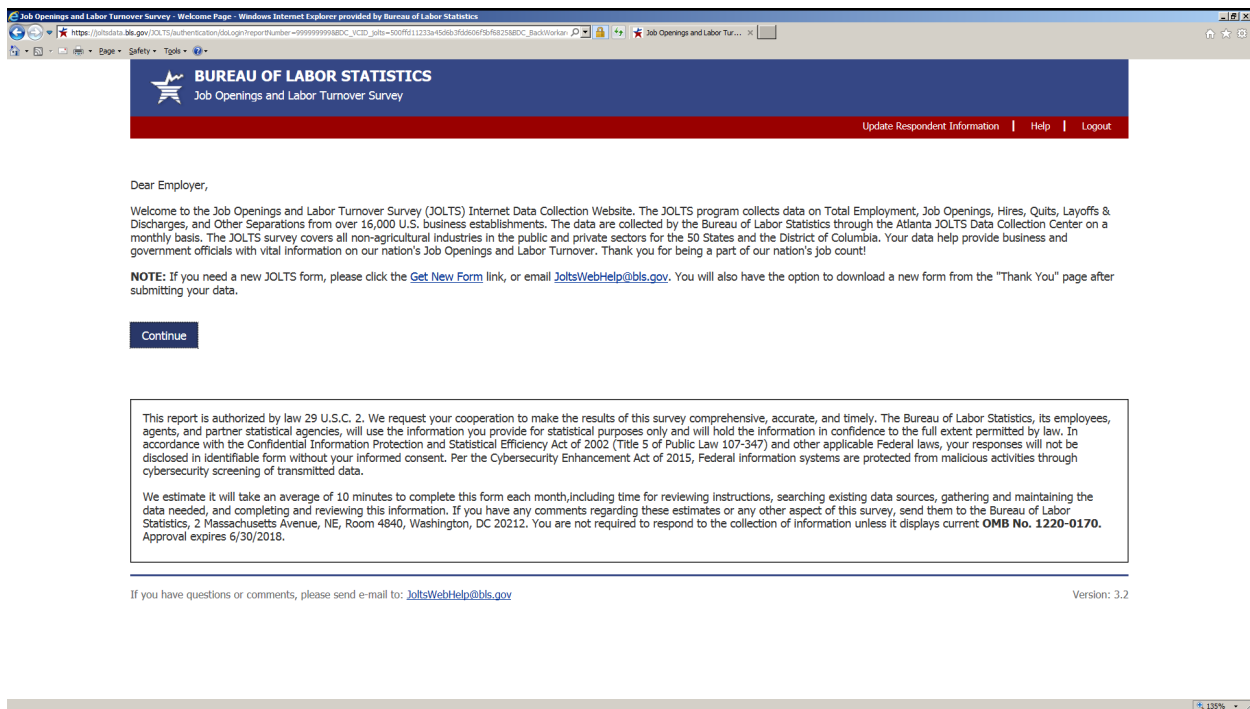 Job Openings and Labor Turnover Survey - Welcome Page - Windows Internet Explorer provided by Bureau of Labor Statistics
Job Openings and Labor Tur...
Page Safety Tools
BUREAU OF LABOR STATISTICS
Job Openings and Labor Turnover Survey
Update Respondent Information | Help | Logout
Dear Employer,
Welcome to the Job Openings and Labor Turnover Survey (JOLTS) Internet Data Collection Website. The JOLTS program collects data on Total Employment, Job Openings, Hires, Quits, Layoffs &
Discharges, and Other Separations from over 16,000 U.S. business establishments. The data are collected by the Bureau of Labor Statistics through the Atlanta JOLTS Data Collection Center on a
monthly basis. The JOLTS survey covers all non-agricultural industries in the public and private sectors for the 50 States and the District of Columbia. Your data help provide business and
government officials with vital information on our nation's Job Openings and Labor Turnover. Thank you for being a part of our nation's job count!
NOTE: If you need a new JOLTS form, please click the Get New Form link, or email JoltsWebHelp@bls.gov. You will also have the option to download a new form from the "Thank You" page after
submitting your data.
Continue
This report is authorized by law 29 U.S.C. 2. We request your cooperation to make the results of this survey comprehensive, accurate, and timely. The Bureau of Labor Statistics, its employees,
agents, and partner statistical agencies, will use the information you provide for statistical purposes only and will hold the information in confidence to the full extent permitted by law. In
accordance with the Confidential Information Protection and Statistical Efficiency Act of 2002 (Title 5 of Public Law 107-347) and other applicable Federal laws, your responses will not be
disclosed in identifiable form without your informed consent. Per the Cybersecurity Enhancement Act of 2015, Federal information systems are protected from malicious activities through
cybersecurity screening of transmitted data.
We estimate it will take an average of 10 minutes to complete this form each month,including time for reviewing instructions, searching existing data sources, gathering and maintaining the
data needed, and completing and reviewing this information. If you have any comments regarding these estimates or any other aspect of this survey, send them to the Bureau of Labor
Statistics, 2 Massachusetts Avenue, NE, Room 4840, Washington, DC 20212. You are not required to respond to the collection of information unless it displays current OMB No. 1220-0170.
Approval expires 6/30/2018.
If you have questions or comments, please send e-mail to: JoltsWebHelp@bls.gov
Version: 3.2
135%